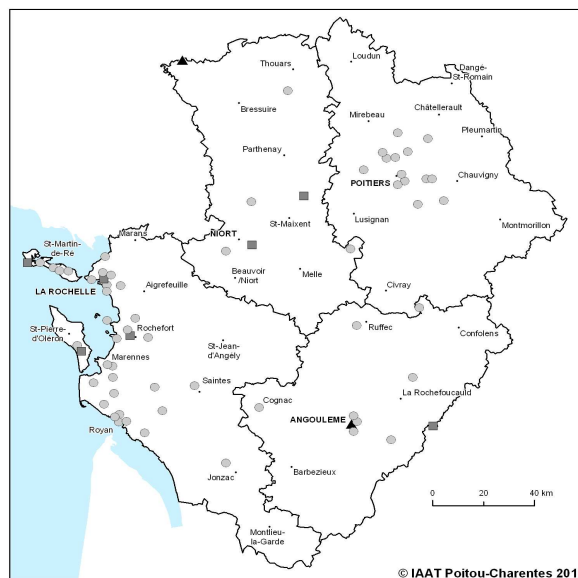 Loudun
Thouars
Dangé-
St-Romain
Bressuire
Châtellerault
Mirebeau
Pleumartin
Parthenay
POITIERS
Chauvigny
St-Maixent
Lusignan
Montmorillon
Marans
NIORT
St-Martin-
de-Ré
Beauvoir
/Niort
Melle
LA ROCHELLE
Aigrefeuille
Civray
St-Pierre-
d'Oleron
Rochefort
Ruffec
Confolens
St-Jean-
d'Angély
Marennes
Saintes
Cognac
La Rochefoucauld
ANGOULEME
Royan
Jonzac
Barbezieux
0 20 40 km
Montlieu-
la-Garde
© IAAT Poitou-Charentes 201